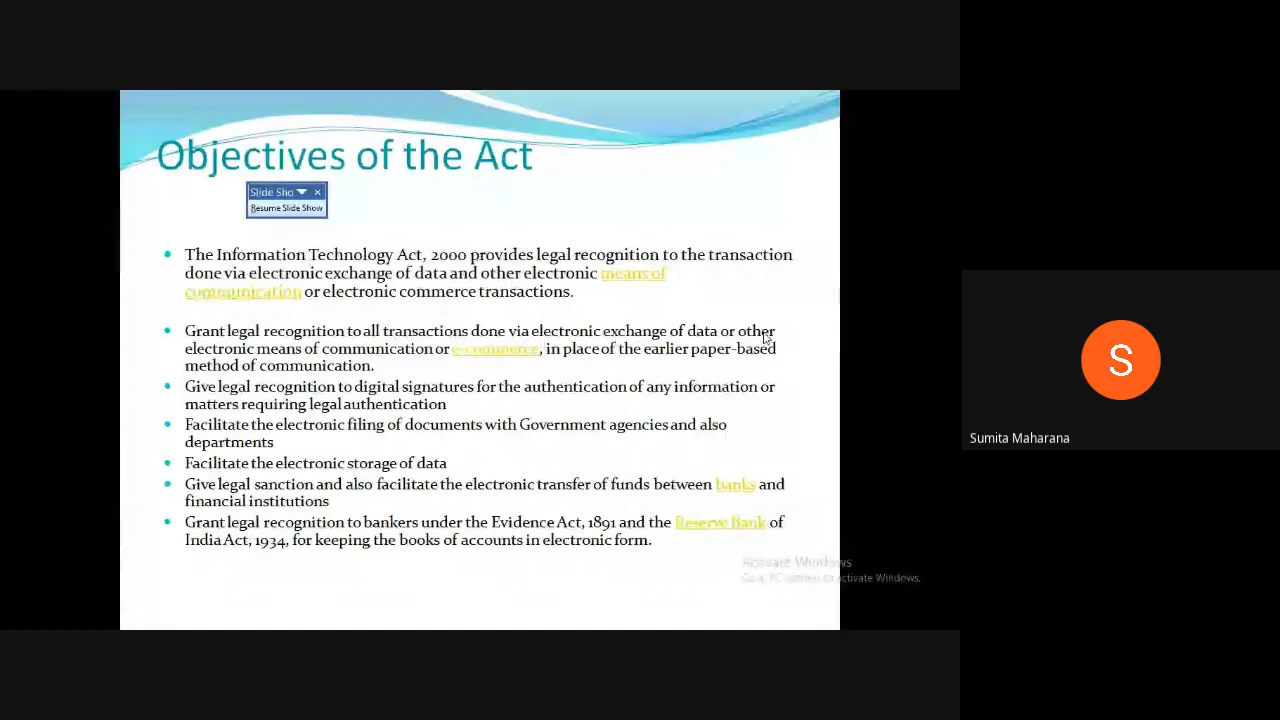 Objectives of the Act
Slide Sho
Resume Slide Show
The Information Technology Act, 2000 provides legal recognition to the transaction
done via electronic exchange of data and other electronic means of
communication or electronic commerce transactions.
Grant legal recognition to all transactions done via electronic exchange of data or other
electronic means of communication or e-commerce, in place of the earlier paper-based
method of communication.
Give legal recognition to digital signatures for the authentication of any information or
matters requiring legal authentication
Facilitate the electronic filing of documents with Government agencies and also
departments
Facilitate the electronic storage of data
Give legal sanction and also facilitate the electronic transfer of funds between banks and
financial institutions
Grant legal recognition to bankers under the Evidence Act, 1891 and the Reserve Bank of
India Act, 1934, for keeping the books of accounts in electronic form.
Activate Windows
Go to PC settings to activate Windows.
S
Sumita Maharana